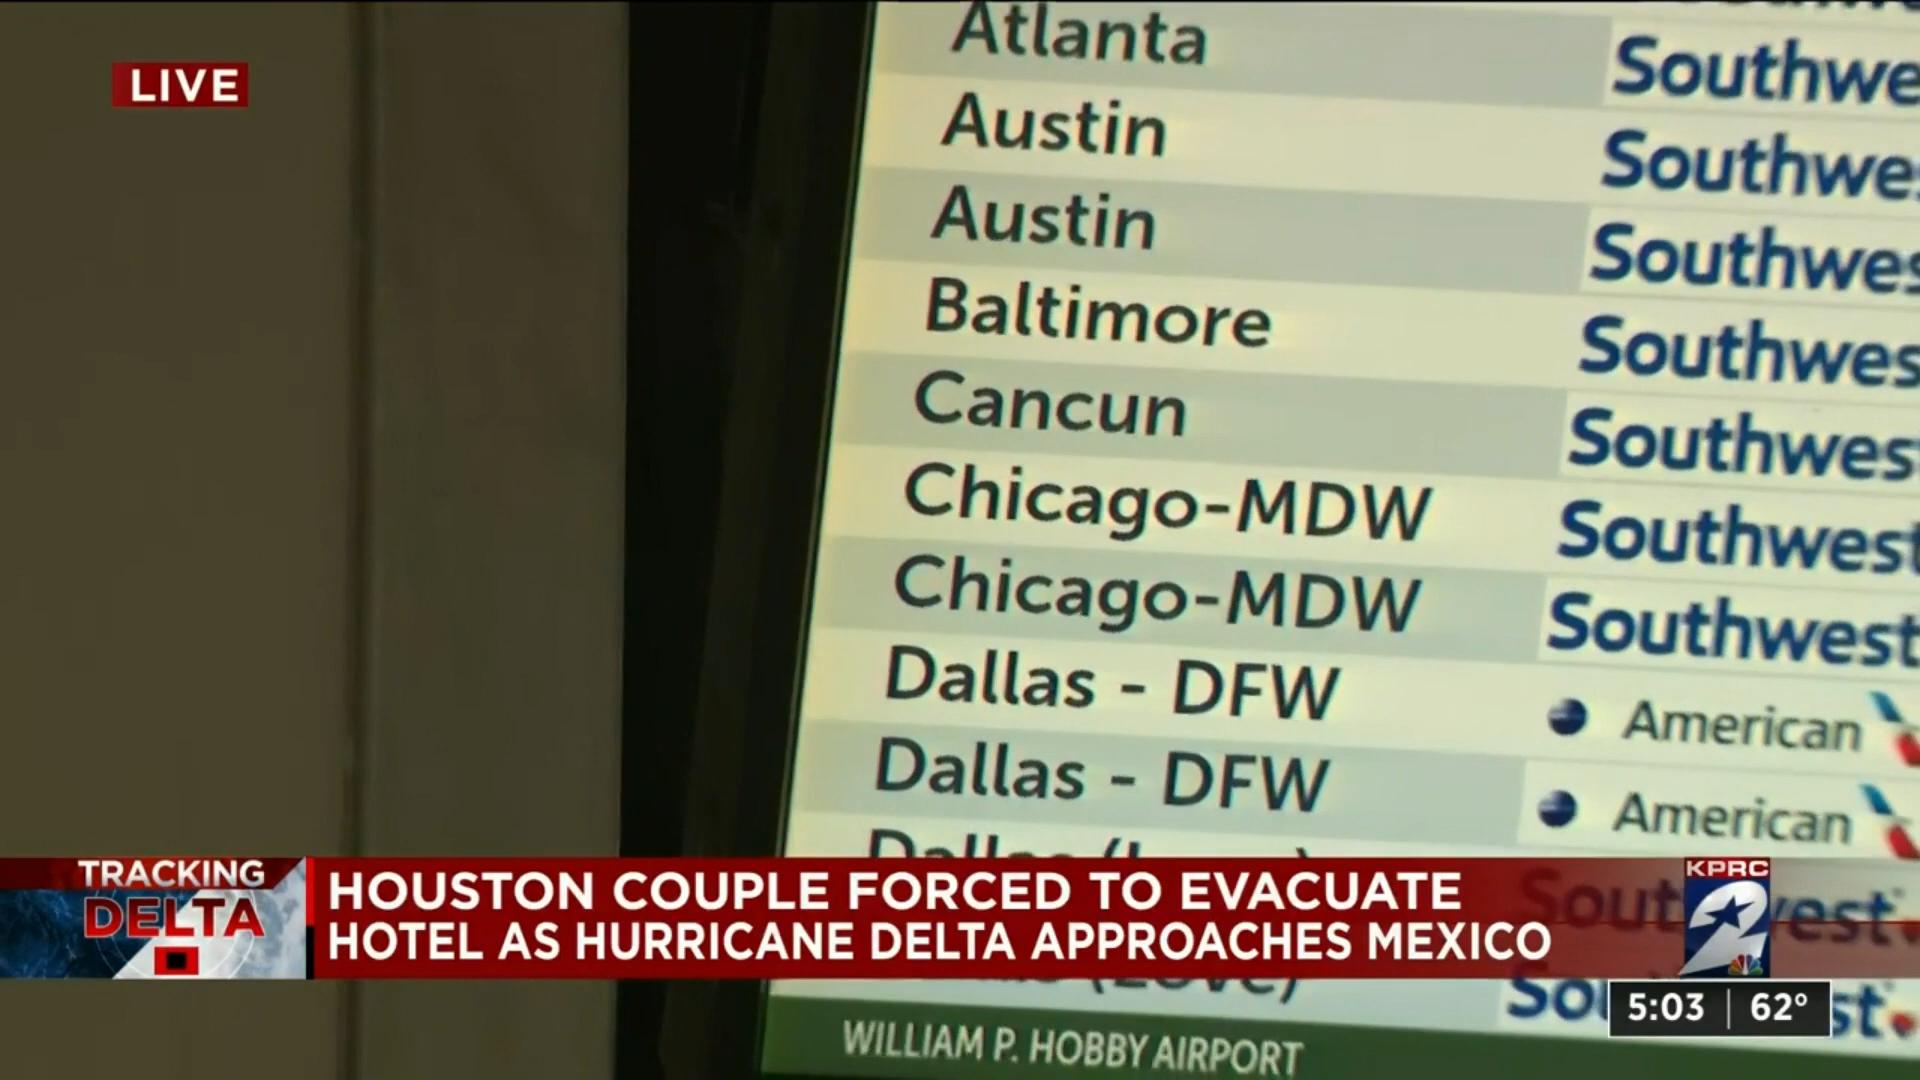 LIVE
Atlanta Southwe
Austin Southwes
Austin Southwes
Baltimore Southwes
Cancun Southwest
Chicago-MDW Southwest
Chicago-MDW Southwest
Dallas - DFW American
Dallas - DFW American
TRACKING
DELTA
HOUSTON COUPLE FORCED TO EVACUATE
HOTEL AS HURRICANE DELTA APPROACHES MEXICO
KPRC
2
5:03 62°
WILLIAM P. HOBBY AIRPORT